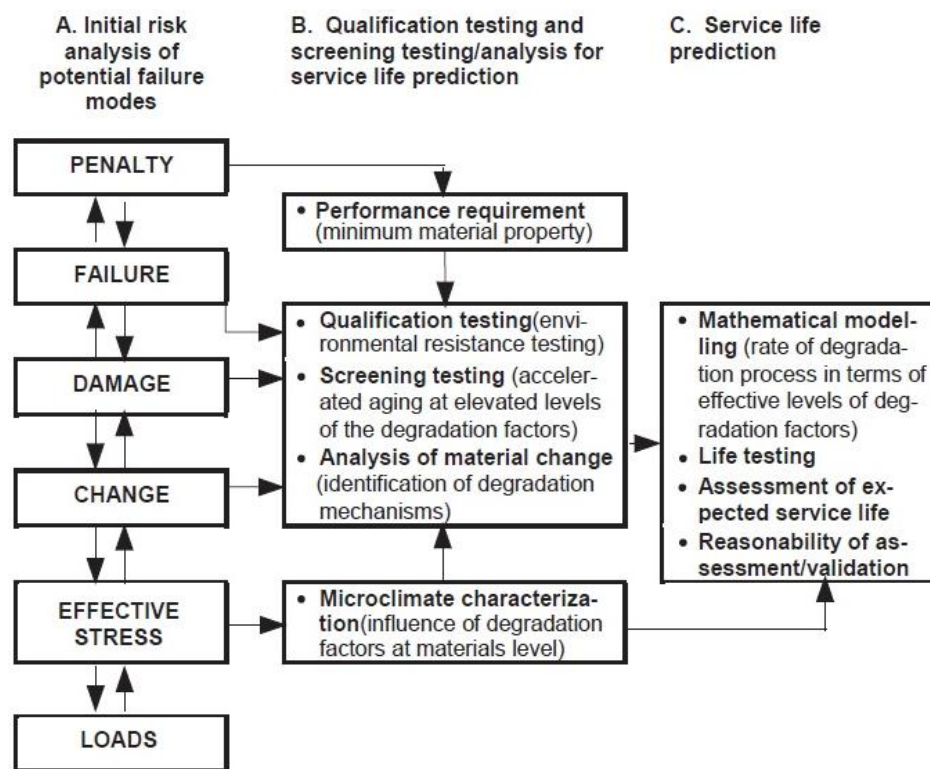 A. Initial risk
analysis of
potential failure
modes
B. Qualification testing and
screening testing/analysis for
service life prediction
C. Service life
prediction
PENALTY
FAILURE
DAMAGE
CHANGE
EFFECTIVE
STRESS
LOADS
• Performance requirement
(minimum material property)
• Qualification testing(envi-
ronmental resistance testing)
• Screening testing (acceler-
ated aging at elevated levels
of the degradation factors)
• Analysis of material change
(identification of degradation
mechanisms)
• Microclimate characteriza-
tion(influence of degradation
factors at materials level)
• Mathematical model-
ling (rate of degrada-
tion process in terms of
effective levels of deg-
radation factors)
• Life testing
• Assessment of ex-
pected service life
• Reasonability of as-
sessment/validation